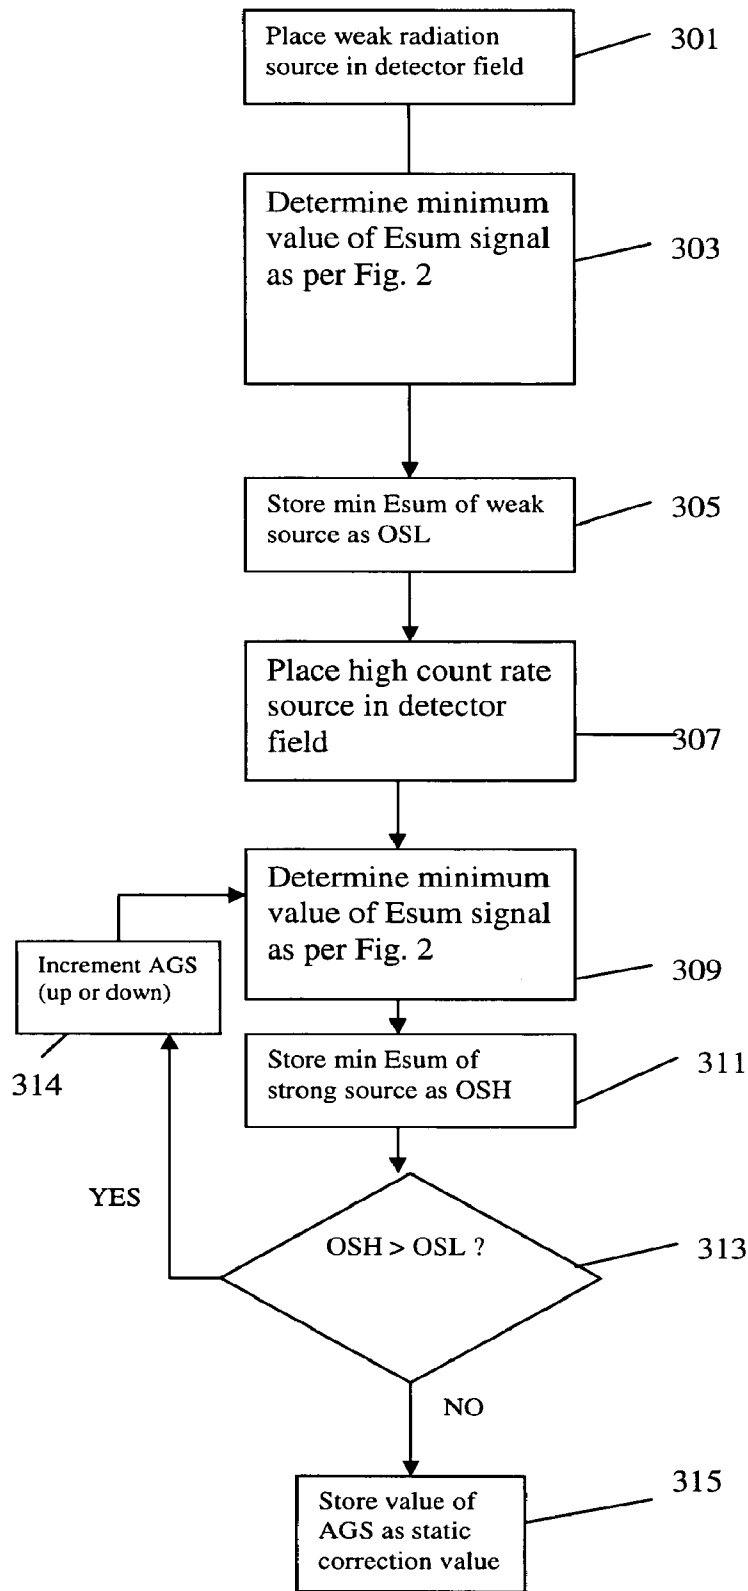 Place weak radiation
source in detector field
301
Determine minimum
value of Esum signal
as per Fig. 2
303
Store min Esum of weak
source as OSL
305
Place high count rate
source in detector
field
307
Determine minimum
value of Esum signal
as per Fig. 2
309
Increment AGS
(up or down)
314
Store min Esum of
strong source as OSH
311
YES
OSH > OSL ?
313
NO
Store value of
AGS as static
correction value
315